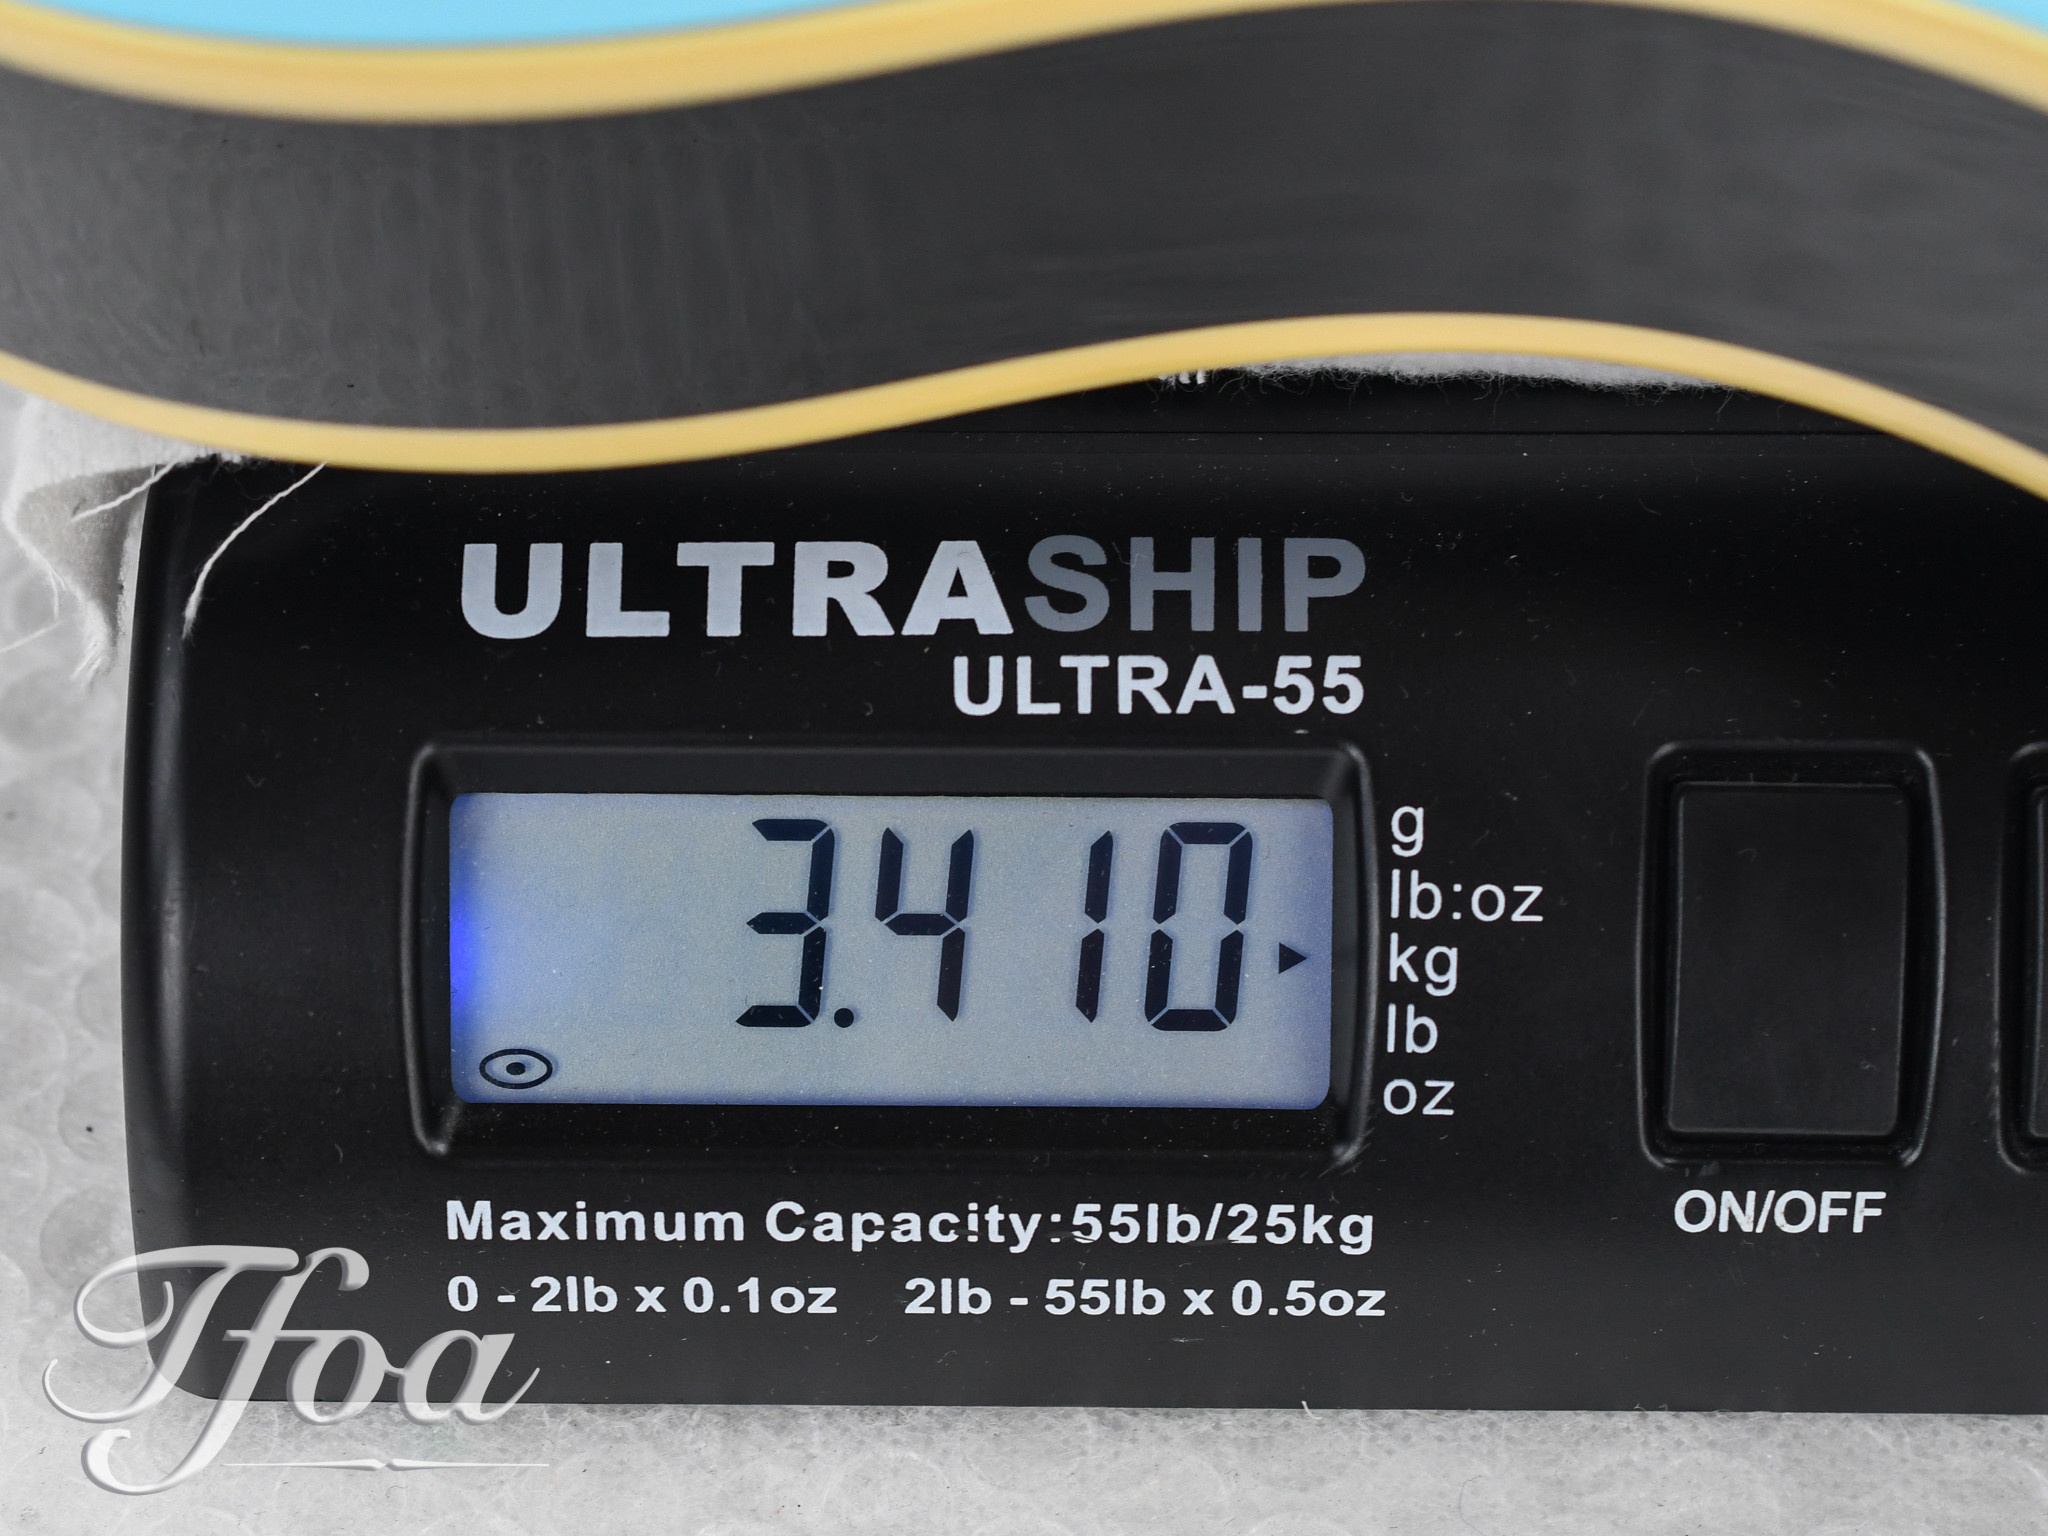 ULTRASHIP
ULTRA-55
3.410
g
lb:oz
kg
lb
oz
ON/OFF
Maximum Capacity:55lb/25kg
0 - 2lb x 0.1oz 2lb - 55lb x 0.5oz
Tfoa